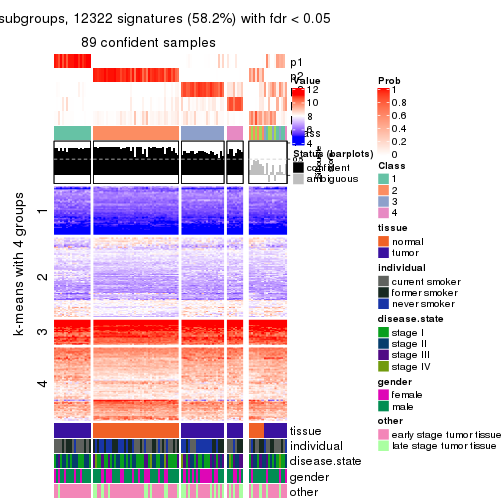 subgroups, 12322 signatures (58.2%) with fdr < 0.05
89 confident samples
p1
p2
Value
12
10
8
6
4
Prob
1
0.8
0.6
0.4
0.2
0
Status (barplots)
confident
ambiguous
Class
1
2
3
4
tissue
normal
tumor
individual
current smoker
former smoker
never smoker
disease.state
stage I
stage II
stage III
stage IV
gender
female
male
other
early stage tumor tissue
late stage tumor tissue
k-means with 4 groups
1
2
3
4
tissue
individual
disease.state
gender
other